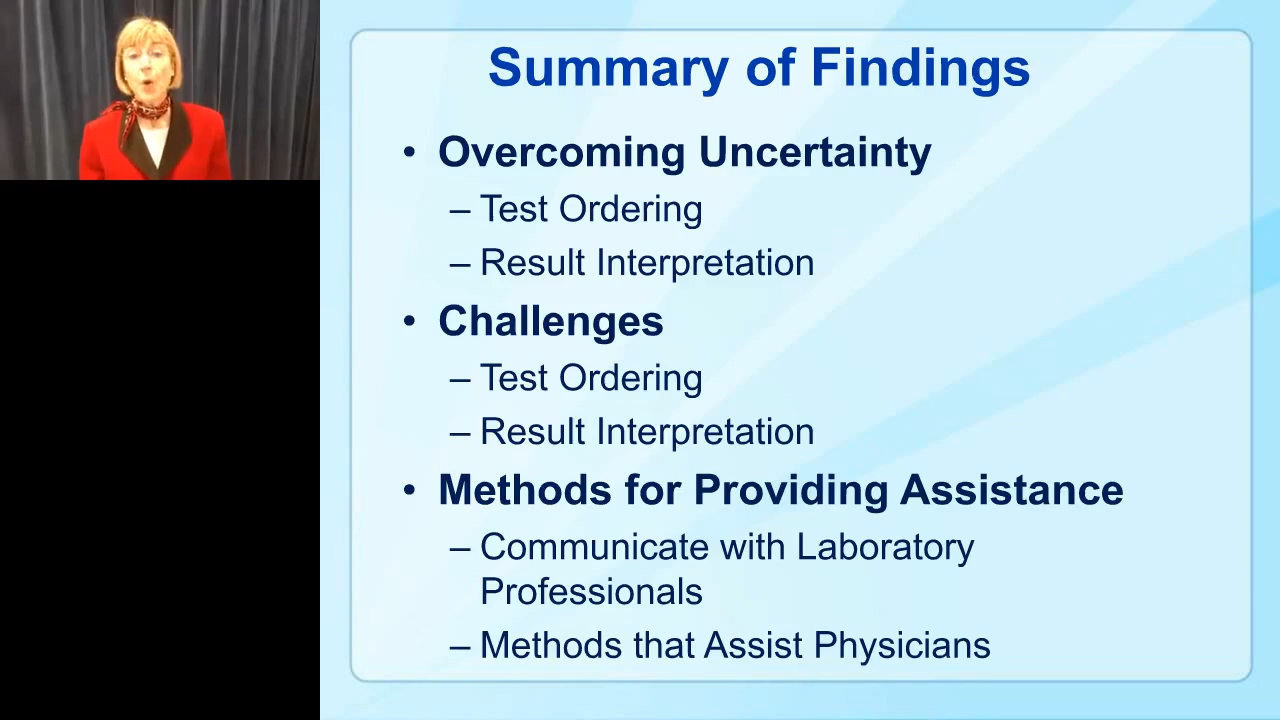 Summary of Findings
• Overcoming Uncertainty
– Test Ordering
– Result Interpretation
• Challenges
– Test Ordering
– Result Interpretation
• Methods for Providing Assistance
– Communicate with Laboratory
Professionals
– Methods that Assist Physicians